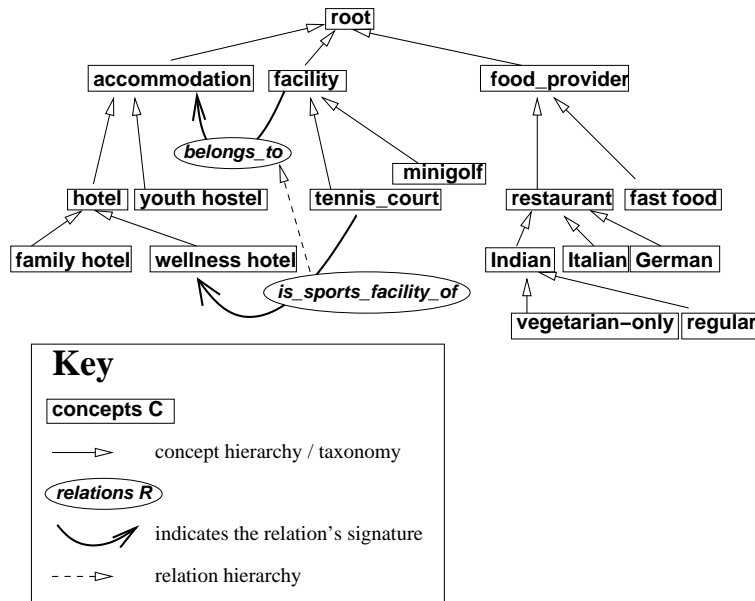 root
accommodation
facility
food_provider
belongs_to
minigolf
hotel
youth hostel
tennis_court
restaurant
fast food
family hotel
wellness hotel
Indian
Italian
German
is_sports_facility_of
vegetarian–only
regular
Key
concepts C
concept hierarchy / taxonomy
relations R
indicates the relation's signature
relation hierarchy